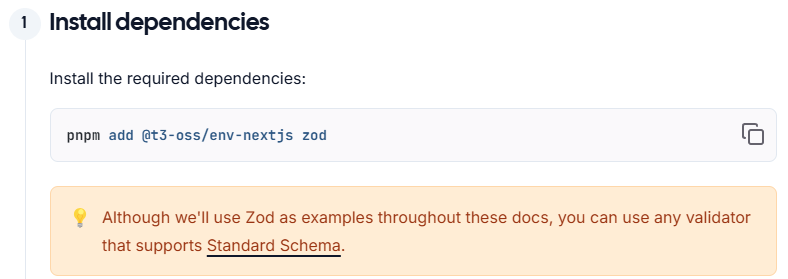 1 Install dependencies
Install the required dependencies:
pnpm add @t3-oss/env-nextjs zod
💡 Although we'll use Zod as examples throughout these docs, you can use any validator
that supports Standard Schema.